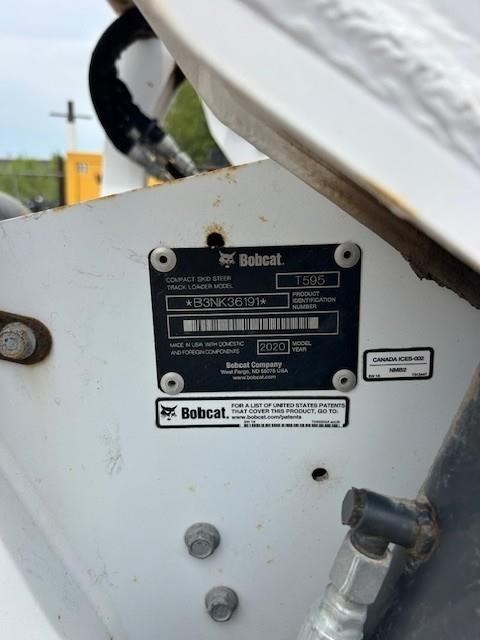 Bobcat.
COMPACT SKID STEER
TRACK LOADER MODEL
T595
*B3NK36191*
PRODUCT
IDENTIFICATION
NUMBER
MADE IN USA WITH DOMESTIC
AND FOREIGN COMPONENTS
2020
MODEL
YEAR
Bobcat Company
West Fargo, ND 58078 USA
www.bobcat.com
CANADA ICES-002
NMB2
Bobcat.
FOR A LIST OF UNITED STATES PATENTS
THAT COVER THIS PRODUCT, GO TO:
www.bobcat.com/patents